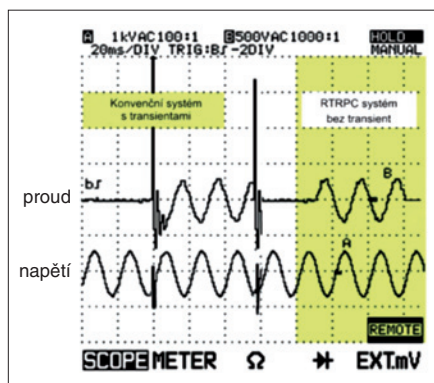 A 1kVAC100:1 B500VAC1000:1 HOLD
20ms/DIV TRIG:B∫-2DIV MANUAL
Konvenční systém
s transientami
RTRPC systém
bez transient
proud
b∫
B
napětí
A
REMOTE
SCOPE METER Ω EXT.mV